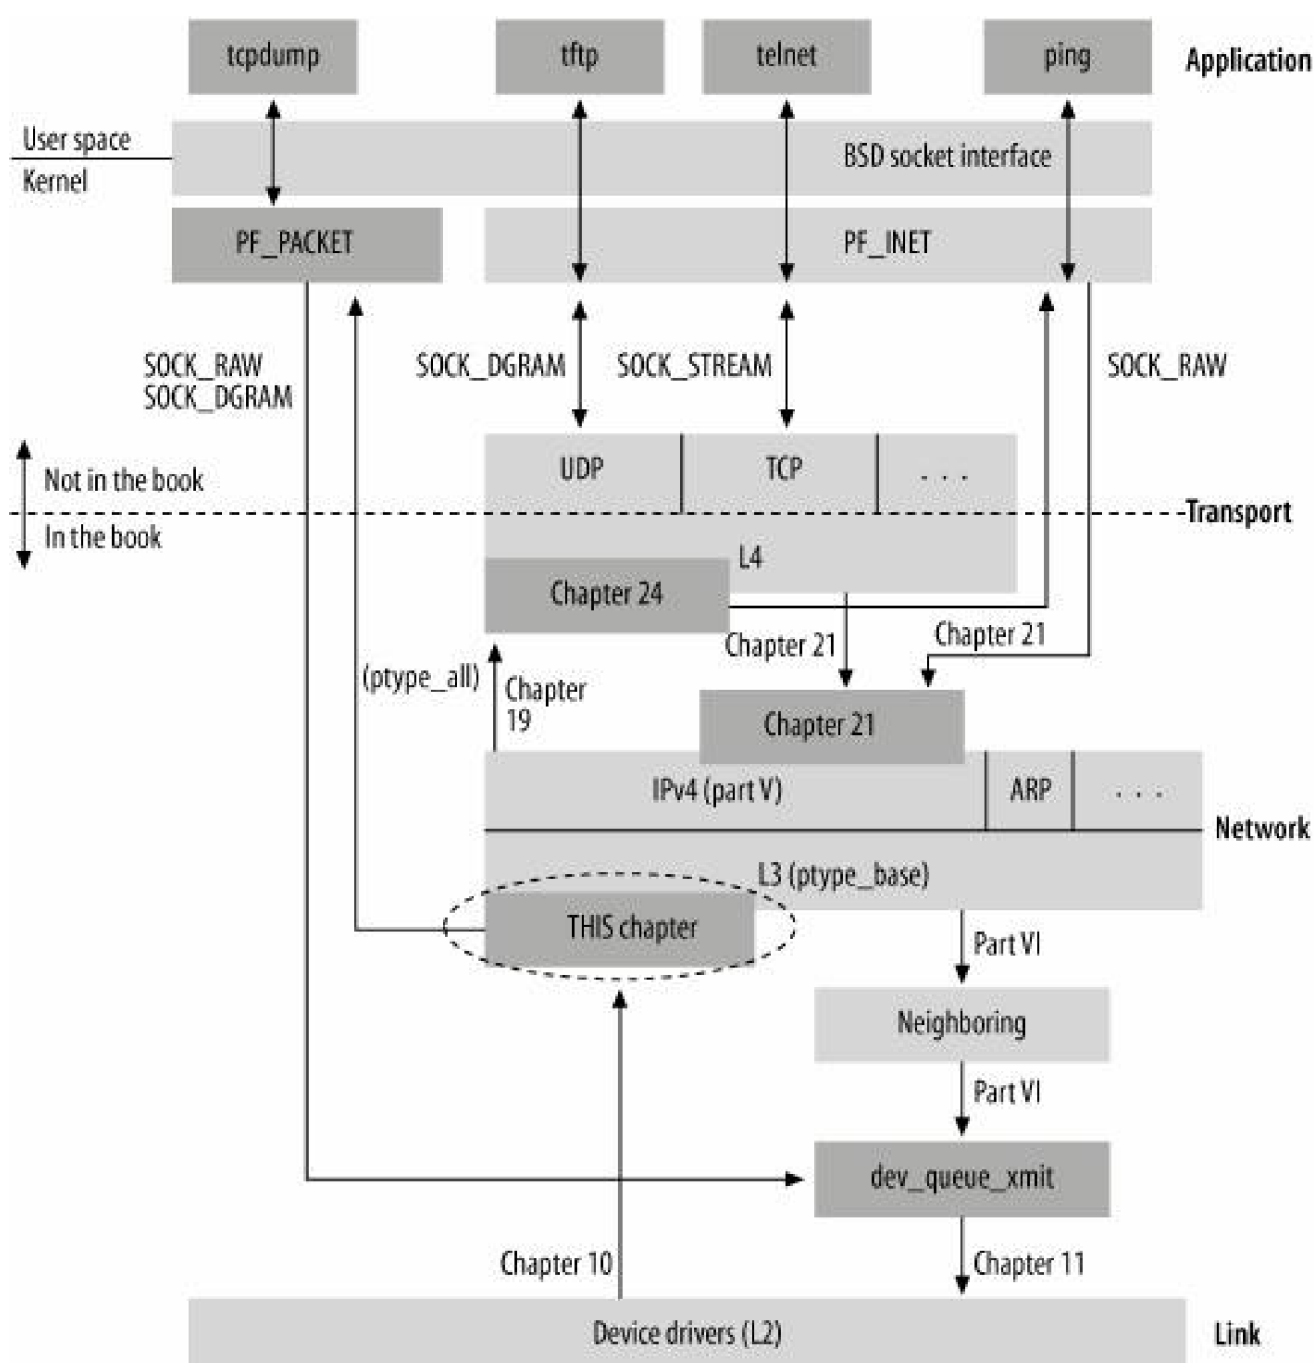 tcpdump
tftp
telnet
ping
Application
User space
Kernel
BSD socket interface
PF_PACKET
PF_INET
SOCK_RAW
SOCK_DGRAM
SOCK_DGRAM
SOCK_STREAM
SOCK_RAW
Not in the book
In the book
UDP
TCP
. . .
Transport
L4
Chapter 24
Chapter 21
Chapter 21
(ptype_all)
Chapter
19
Chapter 21
IPv4 (part V)
ARP
. . .
Network
L3 (ptype_base)
THIS chapter
Part VI
Neighboring
Part VI
dev_queue_xmit
Chapter 10
Chapter 11
Device drivers (L2)
Link